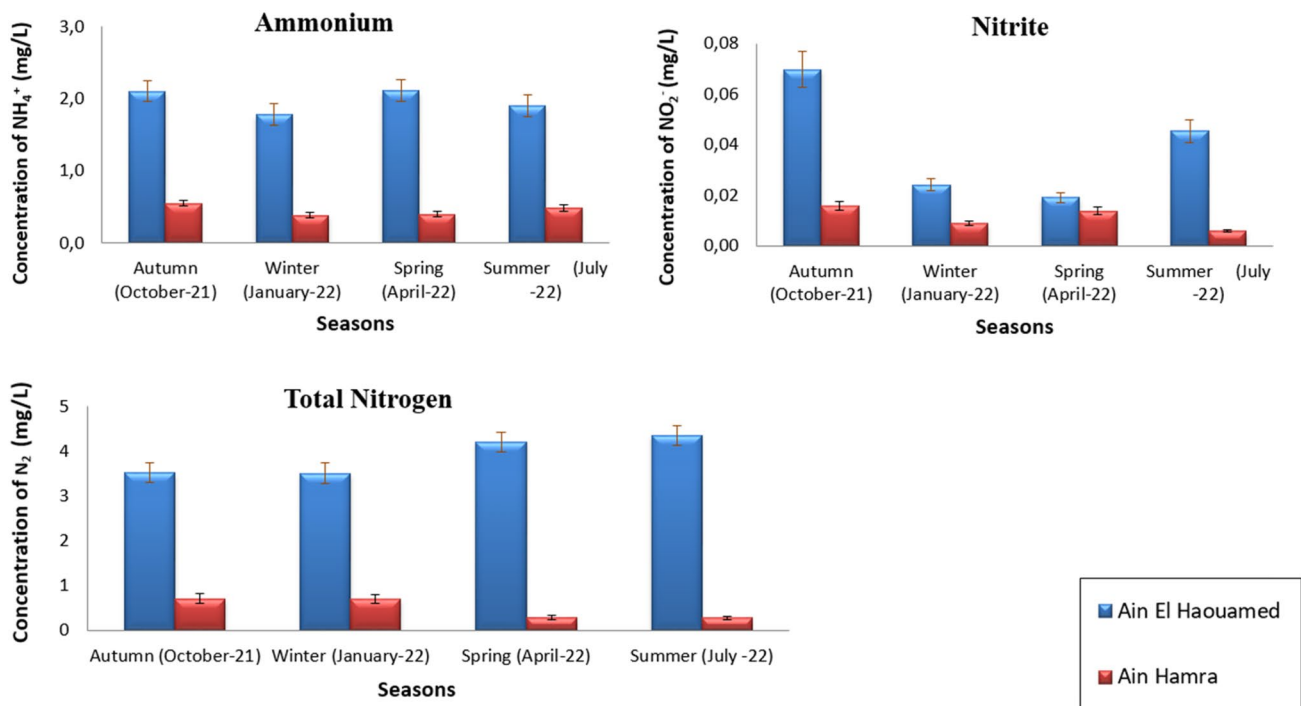 Ammonium
Concentration of NH₄⁺ (mg/L)
3,0
2,0
1,0
0,0
Autumn (October-21)
Winter (January-22)
Spring (April-22)
Summer (July -22)
Seasons
Nitrite
Concentration of NO₂⁻ (mg/L)
0,08
0,06
0,04
0,02
0,00
Autumn (October-21)
Winter (January-22)
Spring (April-22)
Summer (July -22)
Seasons
Total Nitrogen
Concentration of N₂ (mg/L)
5
4
3
2
1
0
Autumn (October-21)
Winter (January-22)
Spring (April-22)
Summer (July -22)
Seasons
Ain El Haouamed
Ain Hamra